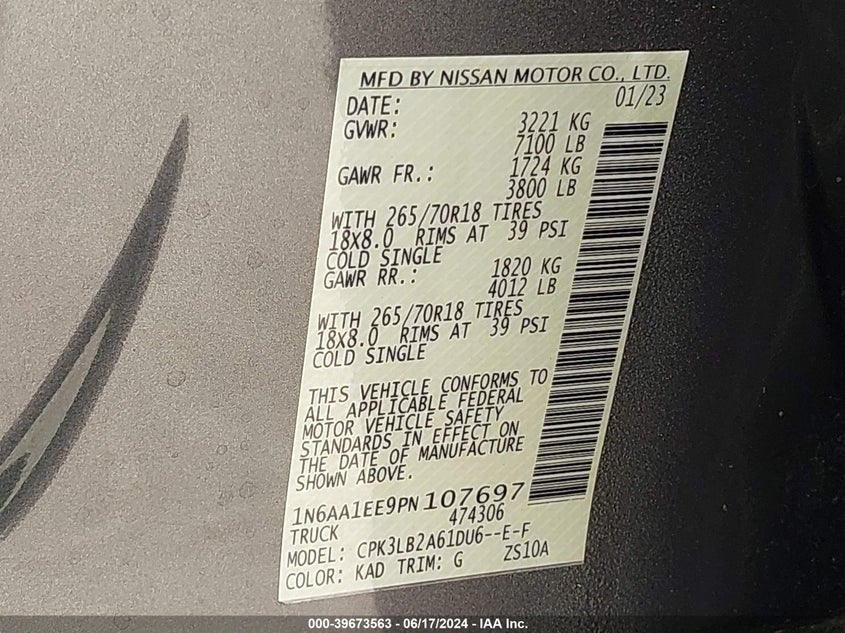 MFD BY NISSAN MOTOR CO., LTD.
DATE: 01/23
GVWR: 3221 KG
7100 LB
GAWR FR.: 1724 KG
3800 LB
WITH 265/70R18 TIRES
18X8.0 RIMS AT 39 PSI
COLD SINGLE
GAWR RR.: 1820 KG
4012 LB
WITH 265/70R18 TIRES
18X8.0 RIMS AT 39 PSI
COLD SINGLE
THIS VEHICLE CONFORMS TO
ALL APPLICABLE FEDERAL
MOTOR VEHICLE SAFETY
STANDARDS IN EFFECT ON
THE DATE OF MANUFACTURE
SHOWN ABOVE.
1N6AA1EE9PN107697
TRUCK 474306
MODEL: CPK3LB2A61DU6--E-F
COLOR: KAD TRIM: G ZS10A
000-39673563 - 06/17/2024 - IAA Inc.